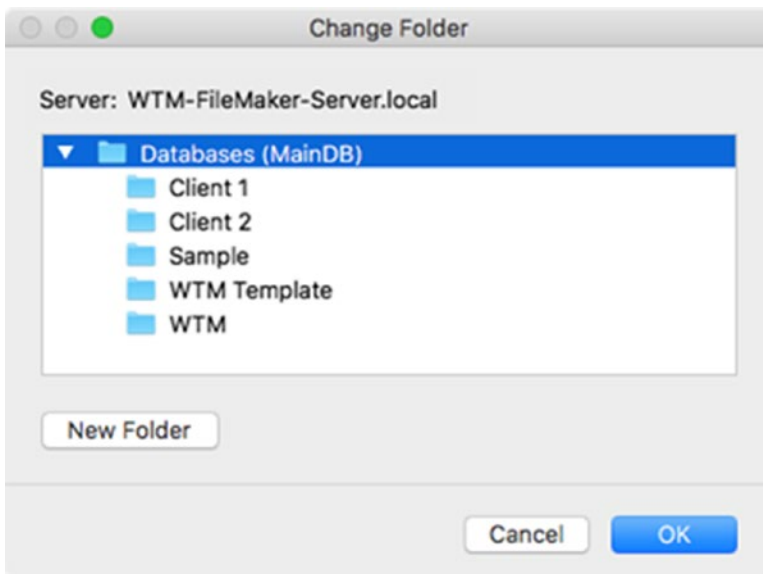 Change Folder
Server: WTM-FileMaker-Server.local
Databases (MainDB)
Client 1
Client 2
Sample
WTM Template
WTM
New Folder
Cancel OK